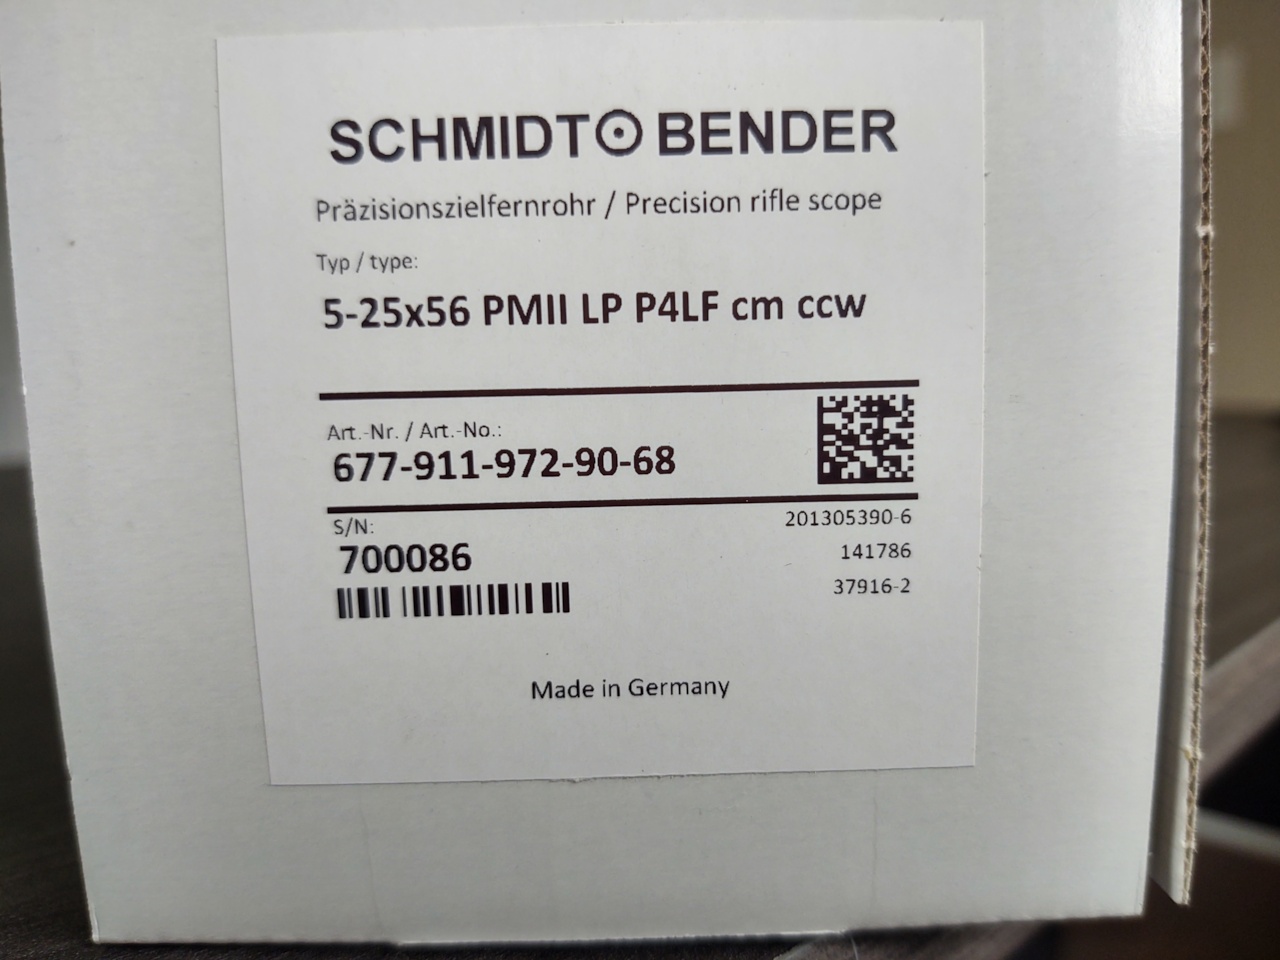 SCHMIDT BENDER
Präzisionszielfernrohr / Precision rifle scope
Typ / type:
5-25x56 PMII LP P4LF cm ccw
Art.-Nr. / Art.-No.:
677-911-972-90-68
S/N:
700086
201305390-6
141786
37916-2
Made in Germany